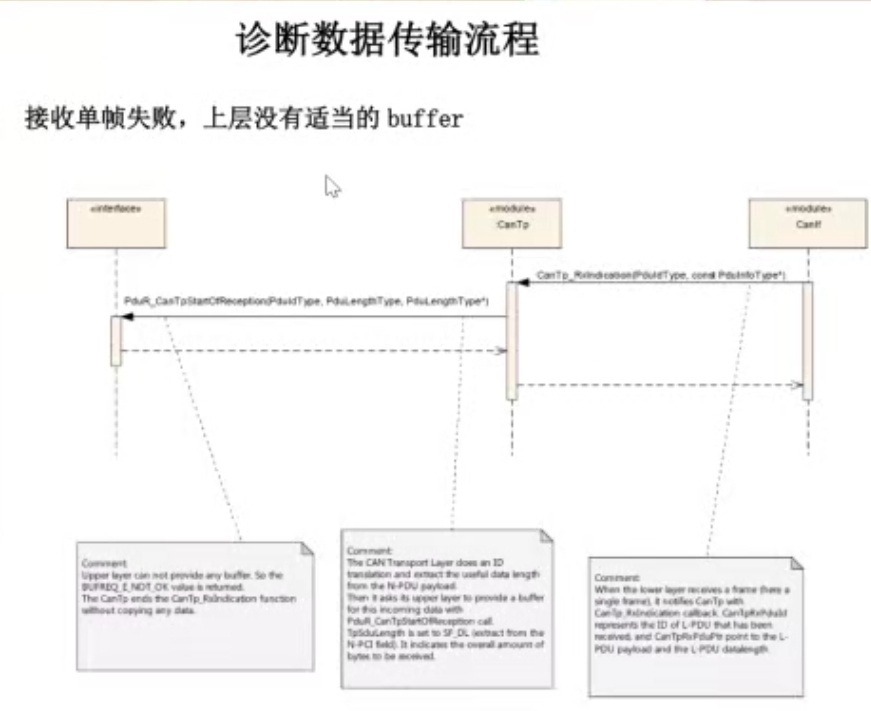 诊断数据传输流程
接收单帧失败，上层没有适当的 buffer
«interface»
«module»
:CanTp
«module»
CanIf
CanTp_RxIndication(PduIdType, const PduInfoType*)
PduR_CanTpStartOfReception(PduIdType, PduLengthType, PduLengthType*)
Comment:
Upper layer can not provide any buffer. So the
BUFREQ_E_NOT_OK value is returned.
The CanTp ends the CanTp_RxIndication function
without copying any data.
Comment:
The CAN Transport Layer does an ID
translation and extract the useful data length
from the N-PDU payload.
Then it asks its upper layer to provide a buffer
for this incoming data with
PduR_CanTpStartOfReception call.
TpSduLength is set to SF_DL (extract from the
N-PCI field). It indicates the overall amount of
bytes to be received.
Comment:
When the lower layer receives a frame (here a
single frame), it notifies CanTp with
CanTp_RxIndication callback. CanTpRxPduId
represents the ID of L-PDU that has been
received, and CanTpRxPduPtr point to the L-
PDU payload and the L-PDU datalength.